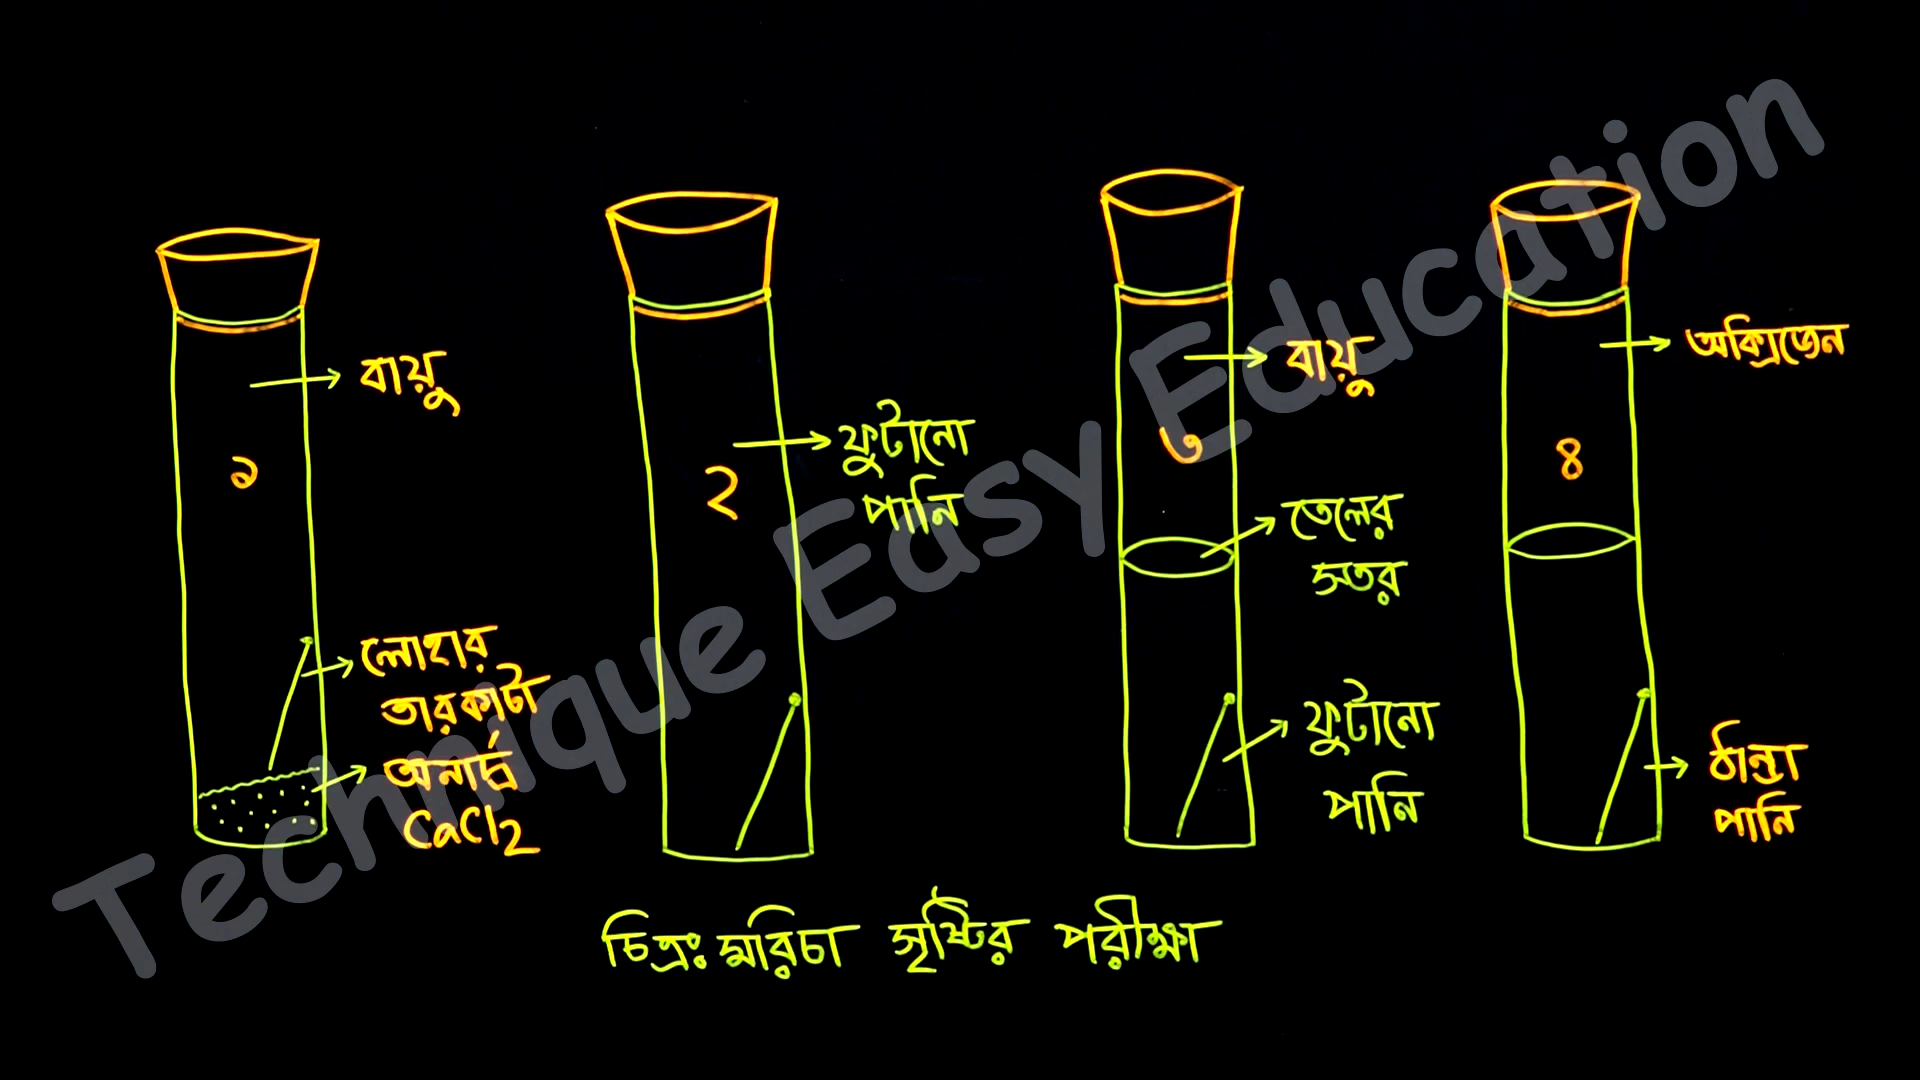 বায়ু
১
লোহার
তারকাটা
অনার্দ্র
CaCl2
ফুটানো
পানি
২
বায়ু
৩
তেলের
স্তর
ফুটানো
পানি
অক্সিজেন
৪
ঠান্ডা
পানি
চিত্র: মরিচা সৃষ্টির পরীক্ষা
Technique Easy Education